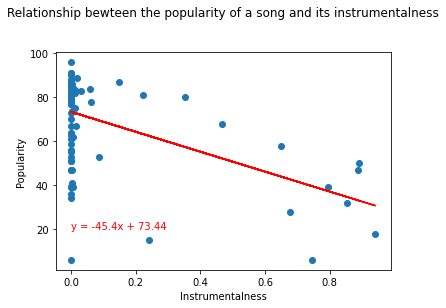 Relationship bewteen the popularity of a song and its instrumentalness
100
80
60
40
20
Popularity
y = -45.4x + 73.44
0.0 0.2 0.4 0.6 0.8
Instrumentalness